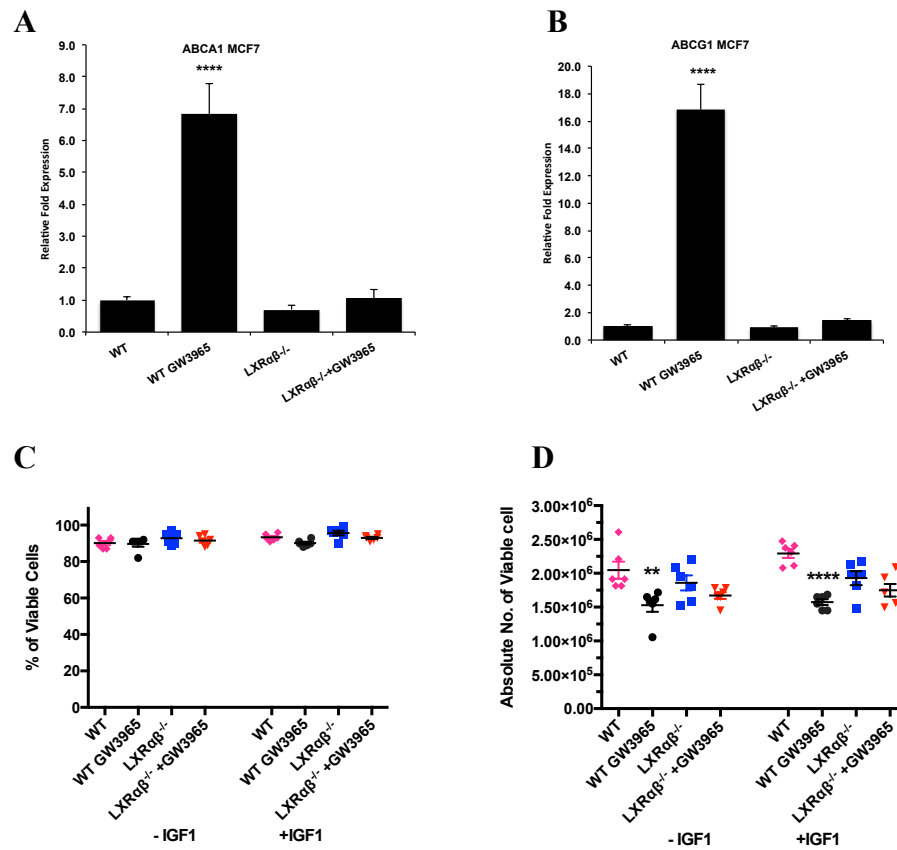 A
ABCA1 MCF7
****
Relative Fold Expression
9.0
8.0
7.0
6.0
5.0
4.0
3.0
2.0
1.0
0.0
WT
WT GW3965
LXRαβ-/-
LXRαβ-/-+GW3965
B
ABCG1 MCF7
****
Relative Fold Expression
20.0
18.0
16.0
14.0
12.0
10.0
8.0
6.0
4.0
2.0
0.0
WT
WT GW3965
LXRαβ-/-
LXRαβ-/- +GW3965
C
% of Viable Cells
100
80
60
40
20
0
WT
WT GW3965
LXRαβ-/-
LXRαβ-/- +GW3965
WT
WT GW3965
LXRαβ-/-
LXRαβ-/- +GW3965
- IGF1
+IGF1
D
Absolute No. of Viable cell
3.00×10⁶
2.50×10⁶
2.00×10⁶
1.50×10⁶
1.00×10⁶
5.00×10⁵
0.00
**
****
WT
WT GW3965
LXRαβ-/-
LXRαβ-/- +GW3965
WT
WT GW3965
LXRαβ-/-
LXRαβ-/- +GW3965
- IGF1
+IGF1